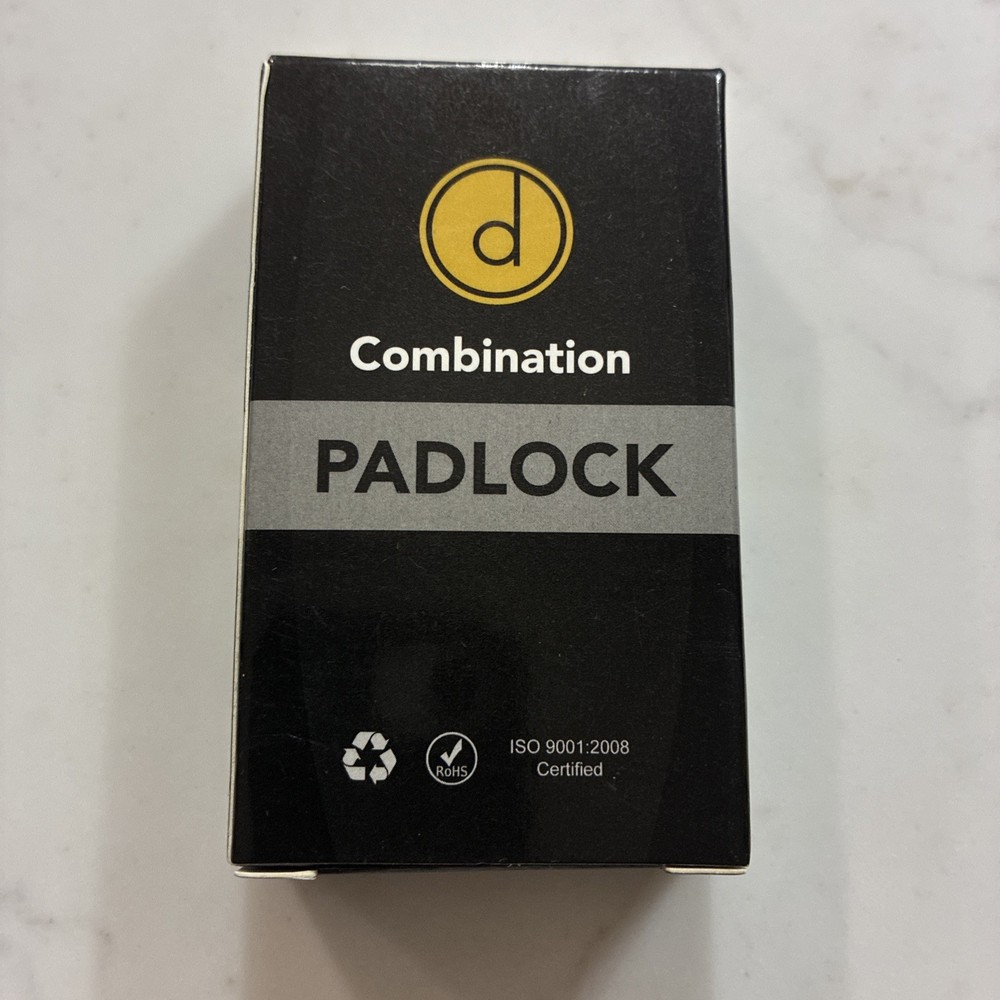 d
Combination
PADLOCK
RoHS
ISO 9001:2008
Certified